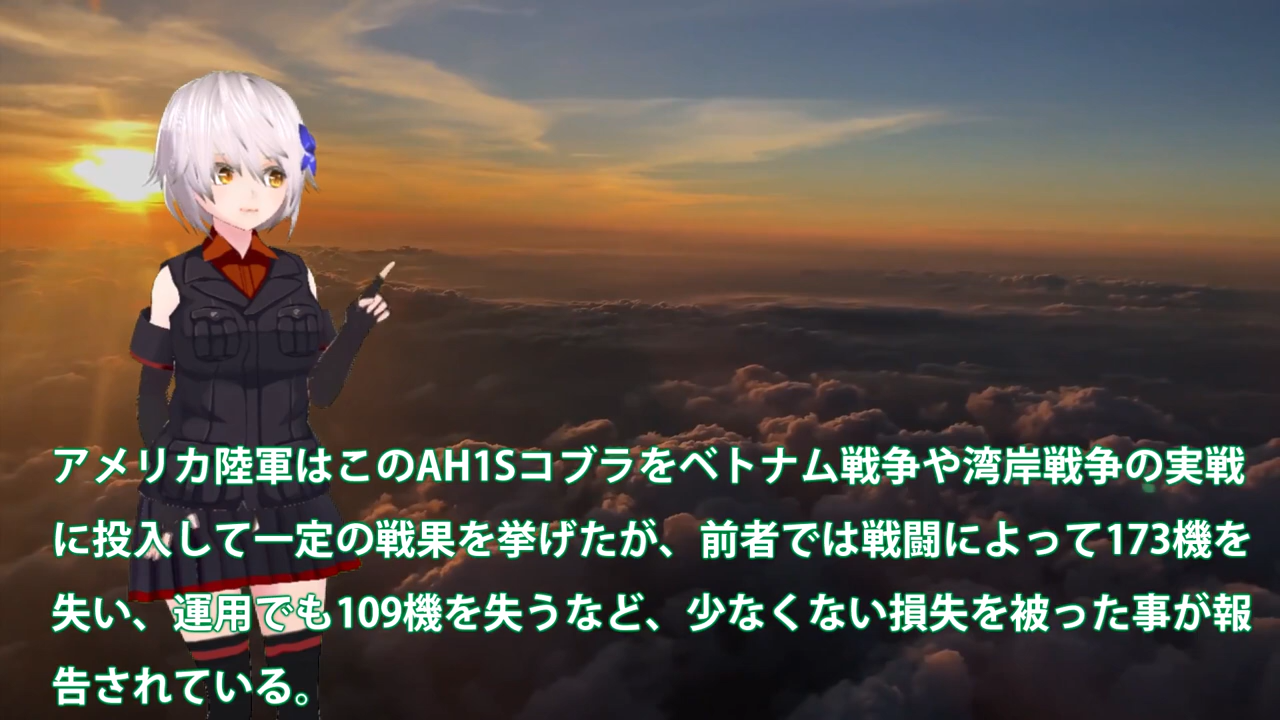 アメリカ陸軍はこのAH1Sコブラをベトナム戦争や湾岸戦争の実戦
に投入して一定の戦果を挙げたが、前者では戦闘によって173機を
失い、運用でも109機を失うなど、少なくない損失を被った事が報
告されている。